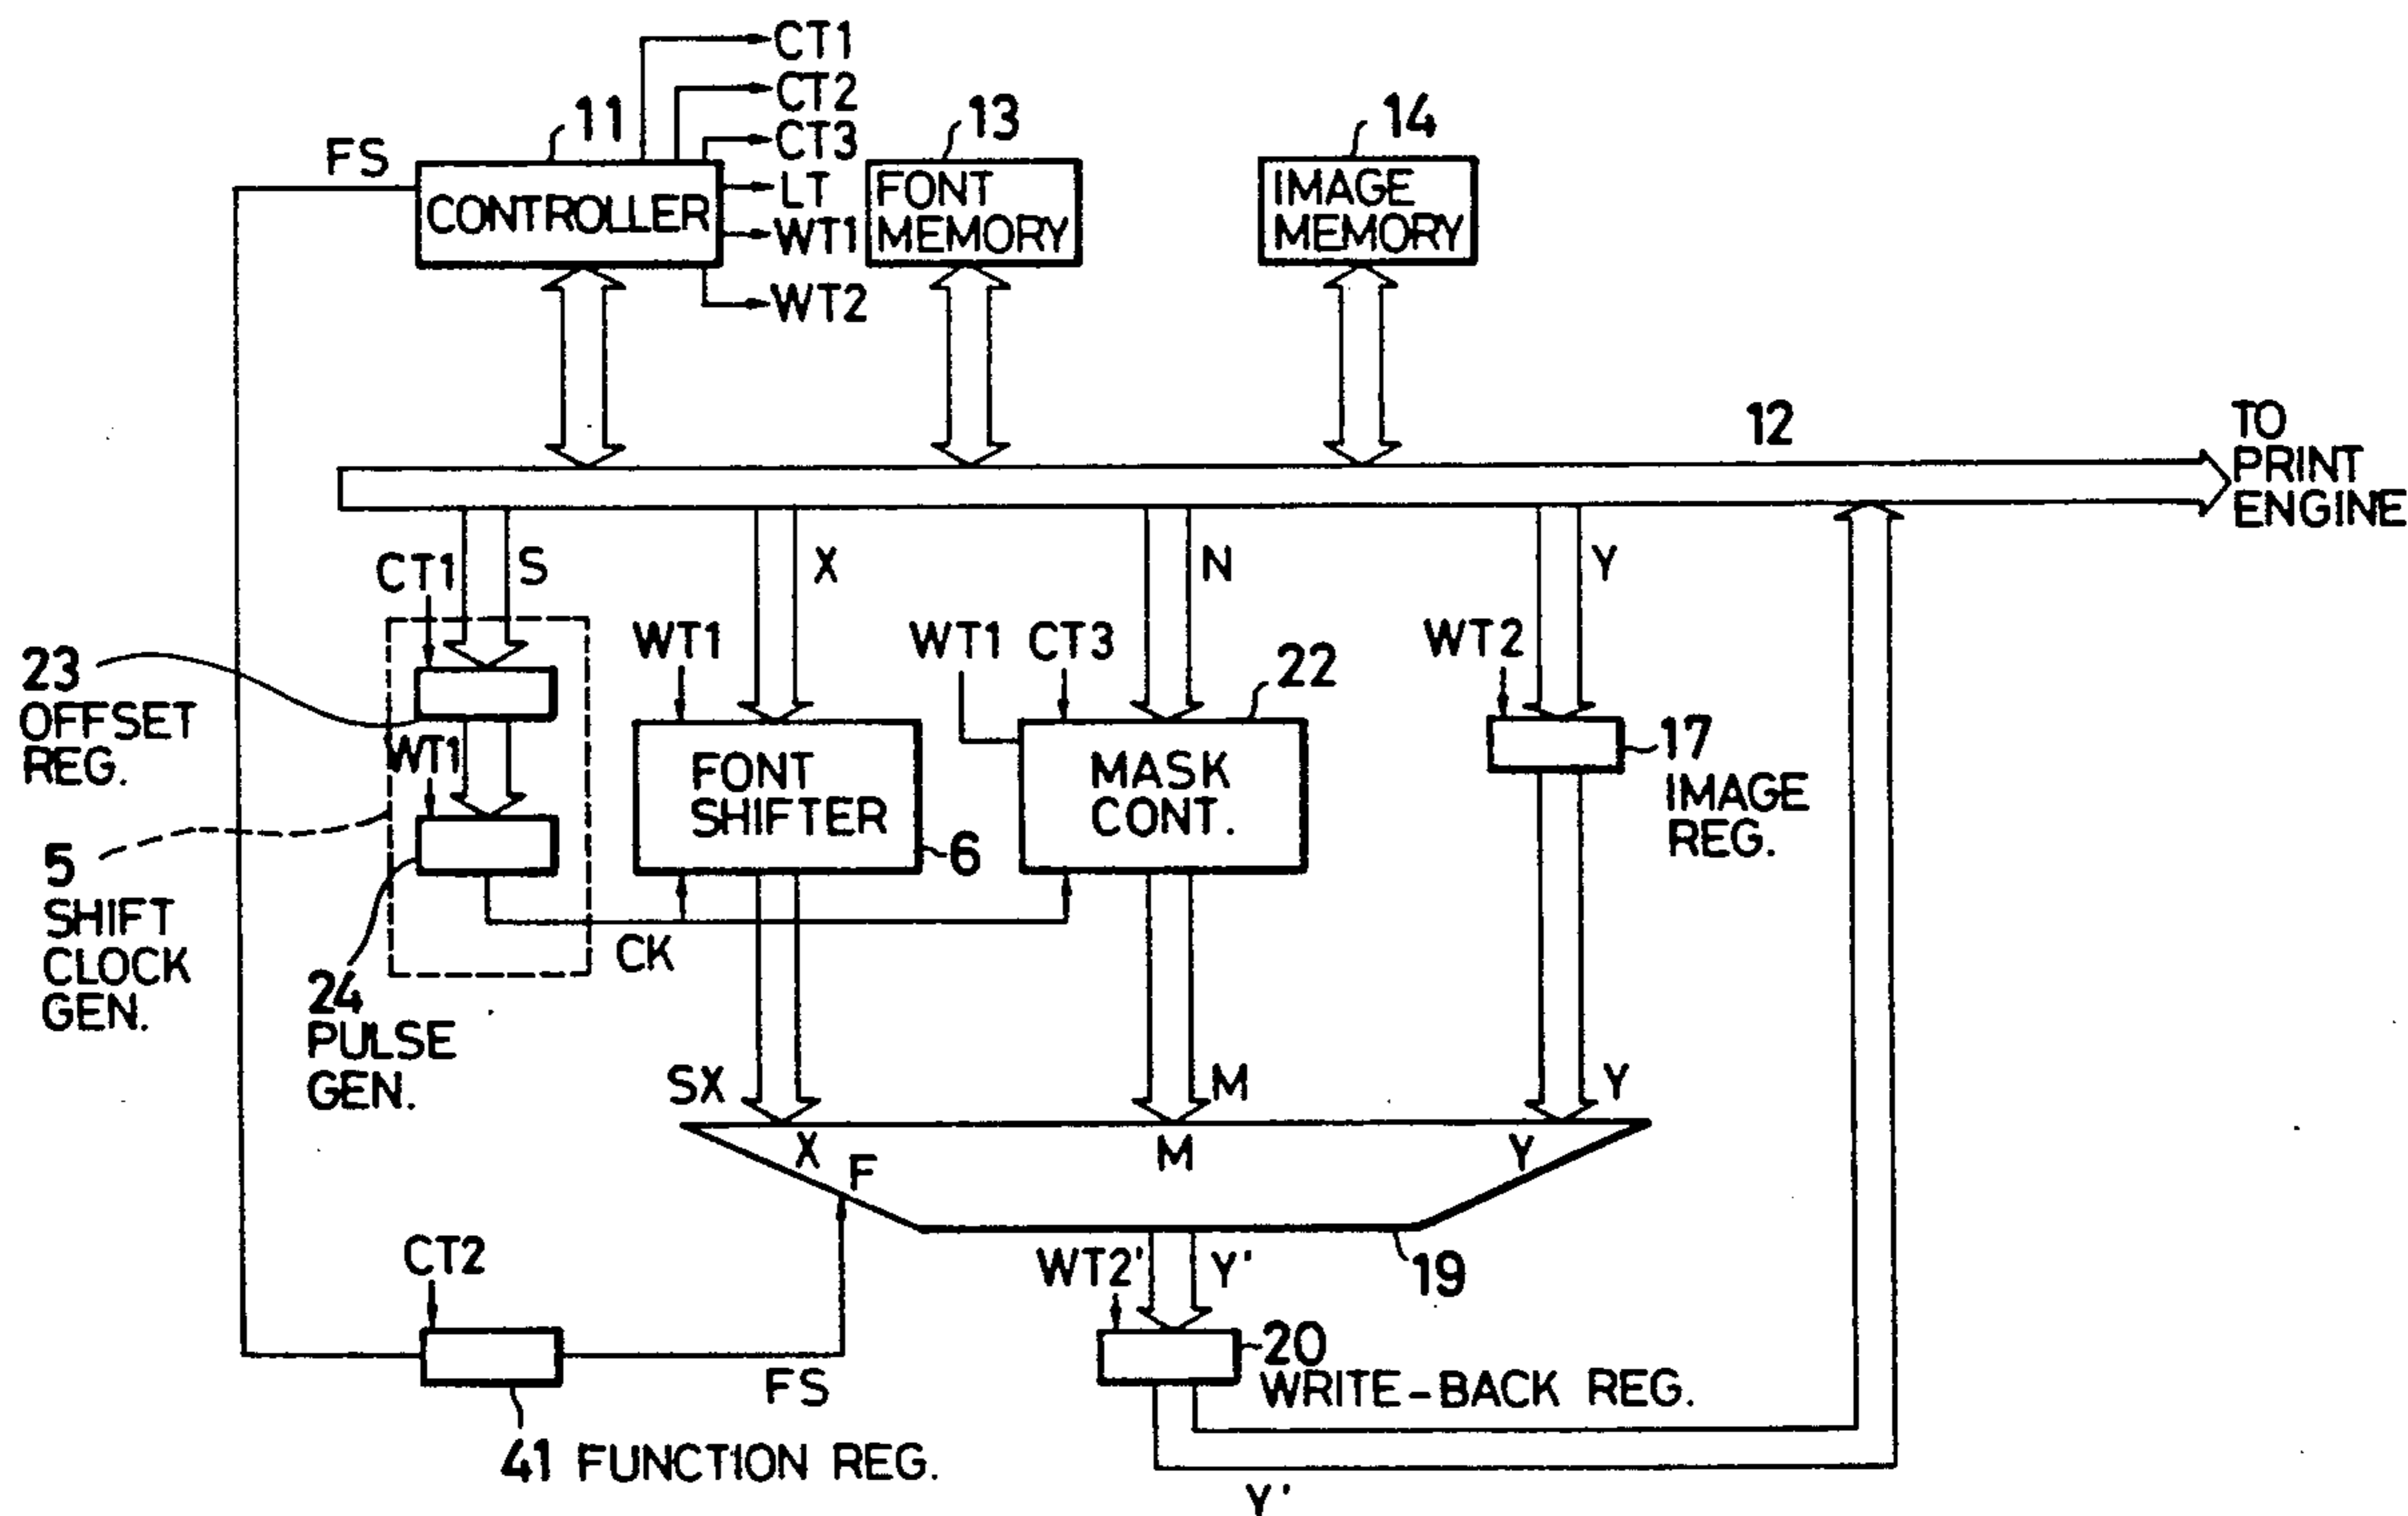 CT1
CT2
CT3
LT
WT1
WT2
FS
11
CONTROLLER
13
FONT
MEMORY
14
IMAGE
MEMORY
12
TO
PRINT
ENGINE
CT1
S
X
N
Y
23
OFFSET
REG.
WT1
WT1
WT1
CT3
22
WT2
17
IMAGE
REG.
FONT
SHIFTER
6
MASK
CONT.
5
SHIFT
CLOCK
GEN.
24
PULSE
GEN.
CK
SX
M
Y
X
F
M
Y
19
CT2
WT2'
Y'
20
WRITE-BACK REG.
FS
41 FUNCTION REG.
Y'